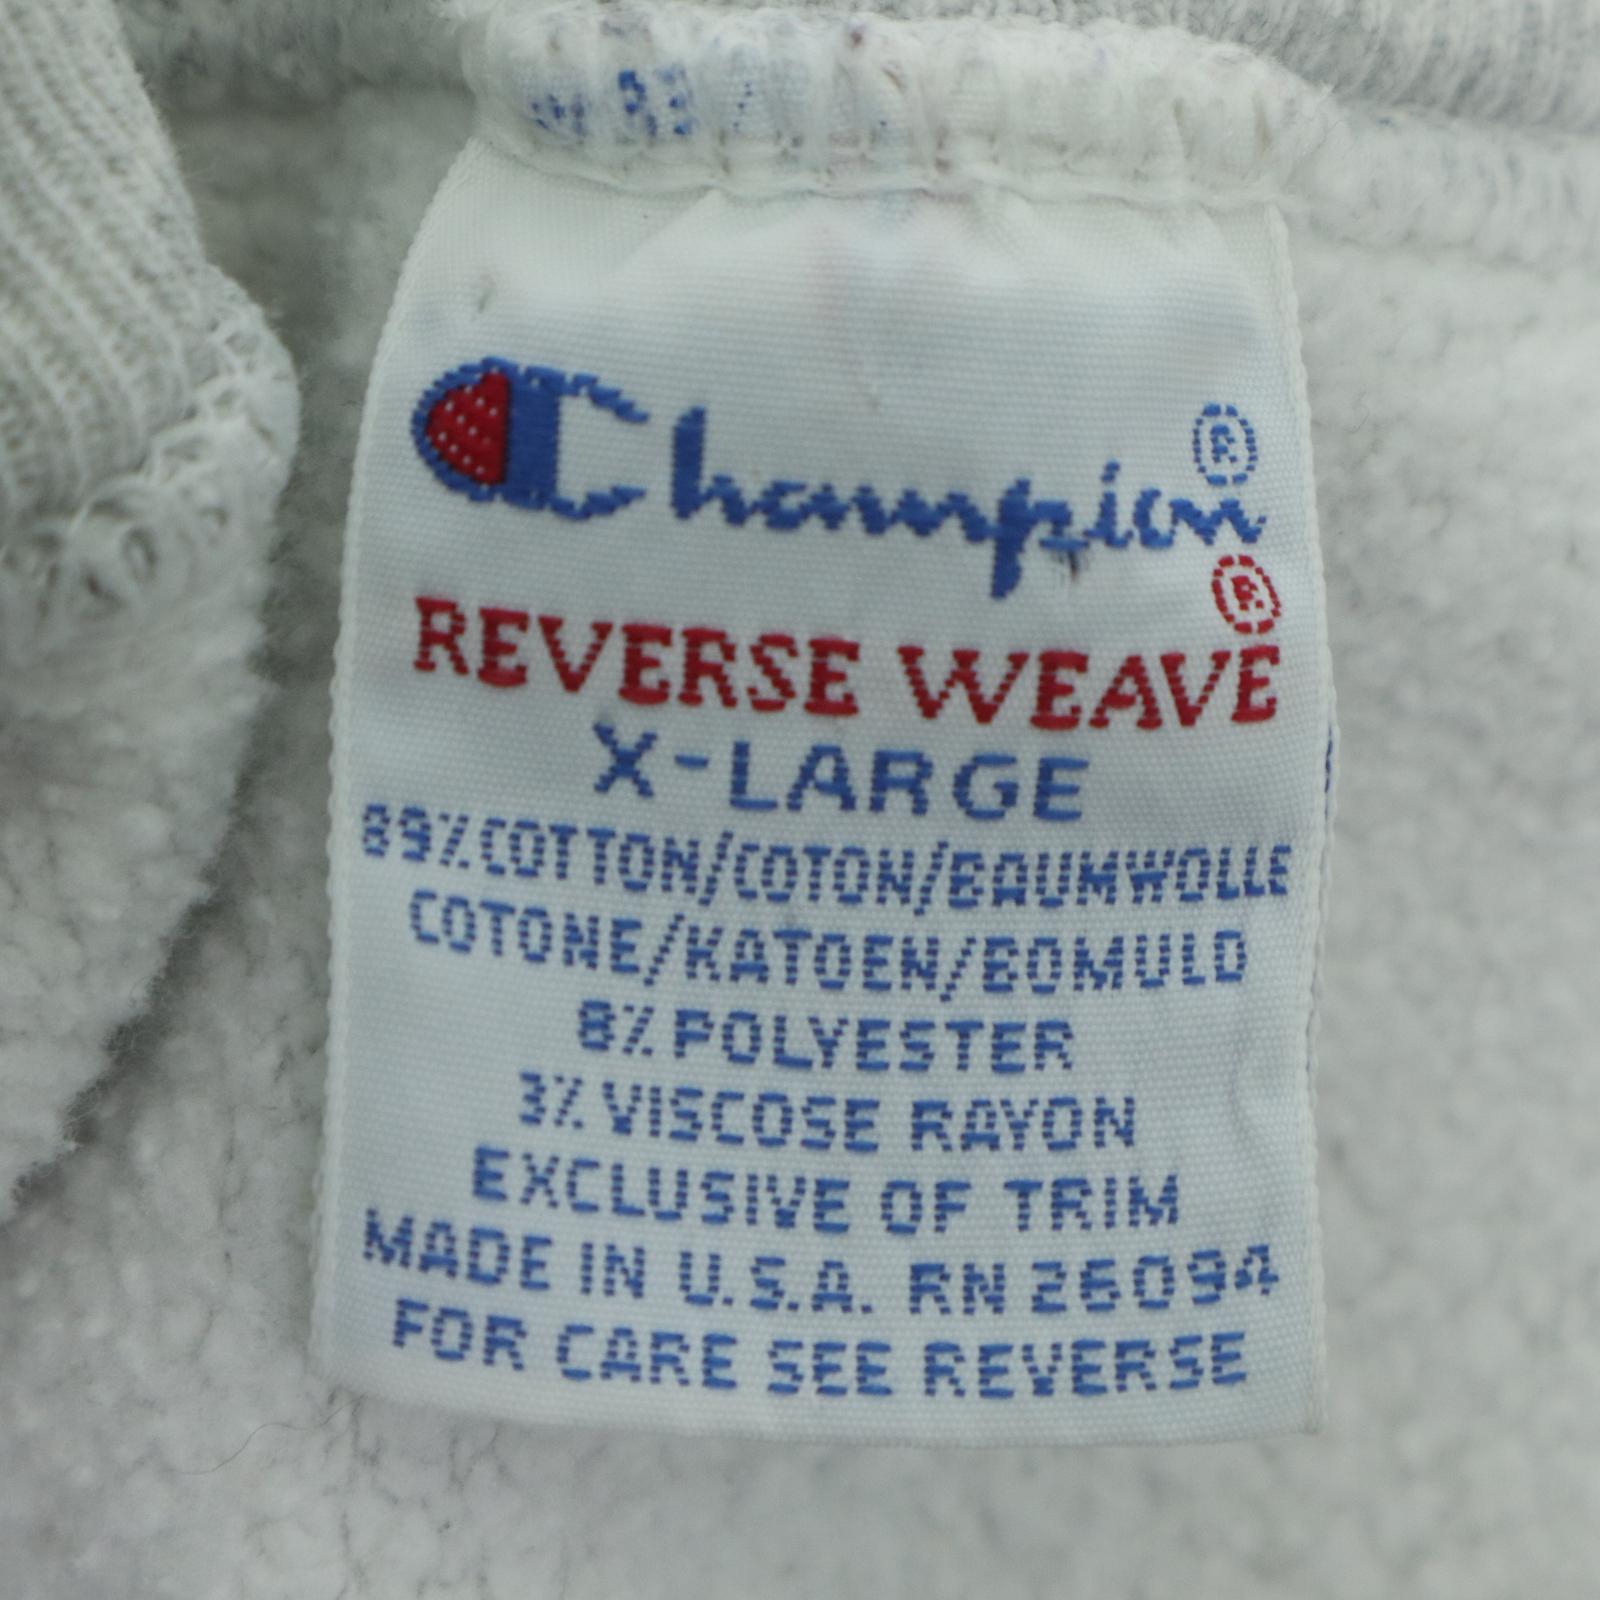 Champion®
REVERSE WEAVE®
X-LARGE
89% COTTON/COTON/BAUMWOLLE
COTONE/KATOEN/BOMULD
8% POLYESTER
3% VISCOSE RAYON
EXCLUSIVE OF TRIM
MADE IN U.S.A. RN 26094
FOR CARE SEE REVERSE